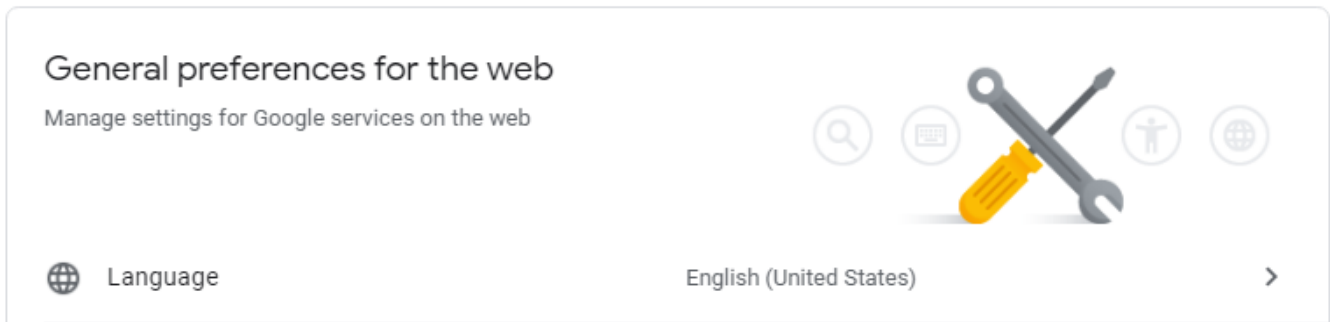 General preferences for the web
Manage settings for Google services on the web
Language English (United States)